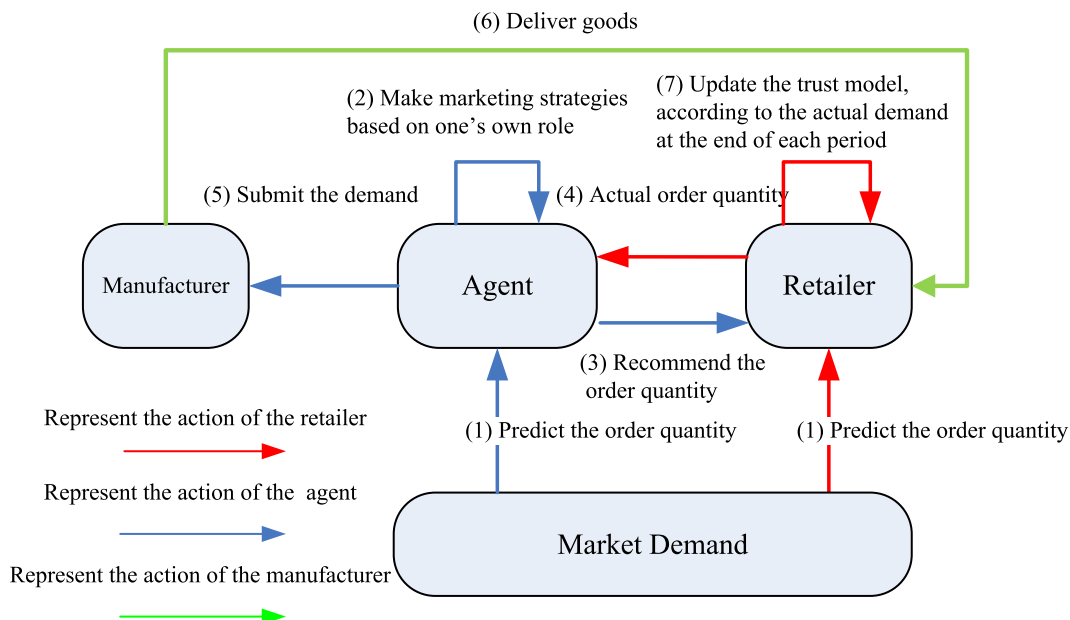 (6) Deliver goods
(2) Make marketing strategies
based on one’s own role
(7) Update the trust model,
according to the actual demand
at the end of each period
(5) Submit the demand
(4) Actual order quantity
Manufacturer
Agent
Retailer
(3) Recommend the
order quantity
(1) Predict the order quantity
(1) Predict the order quantity
Represent the action of the retailer
Represent the action of the agent
Represent the action of the manufacturer
Market Demand